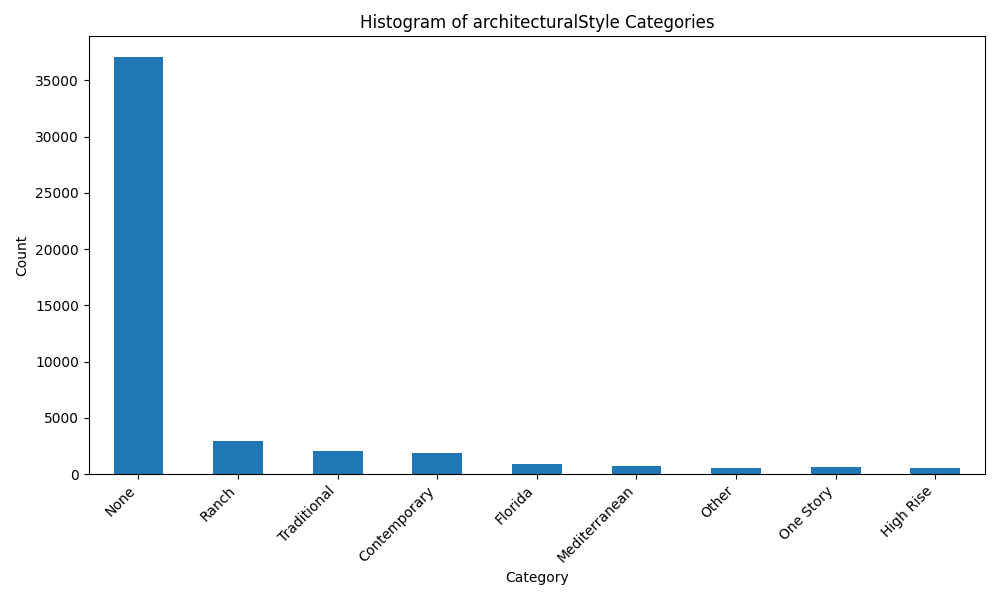 Histogram of architecturalStyle Categories
Count
35000
30000
25000
20000
15000
10000
5000
0
None
Ranch
Traditional
Contemporary
Florida
Mediterranean
Other
One Story
High Rise
Category